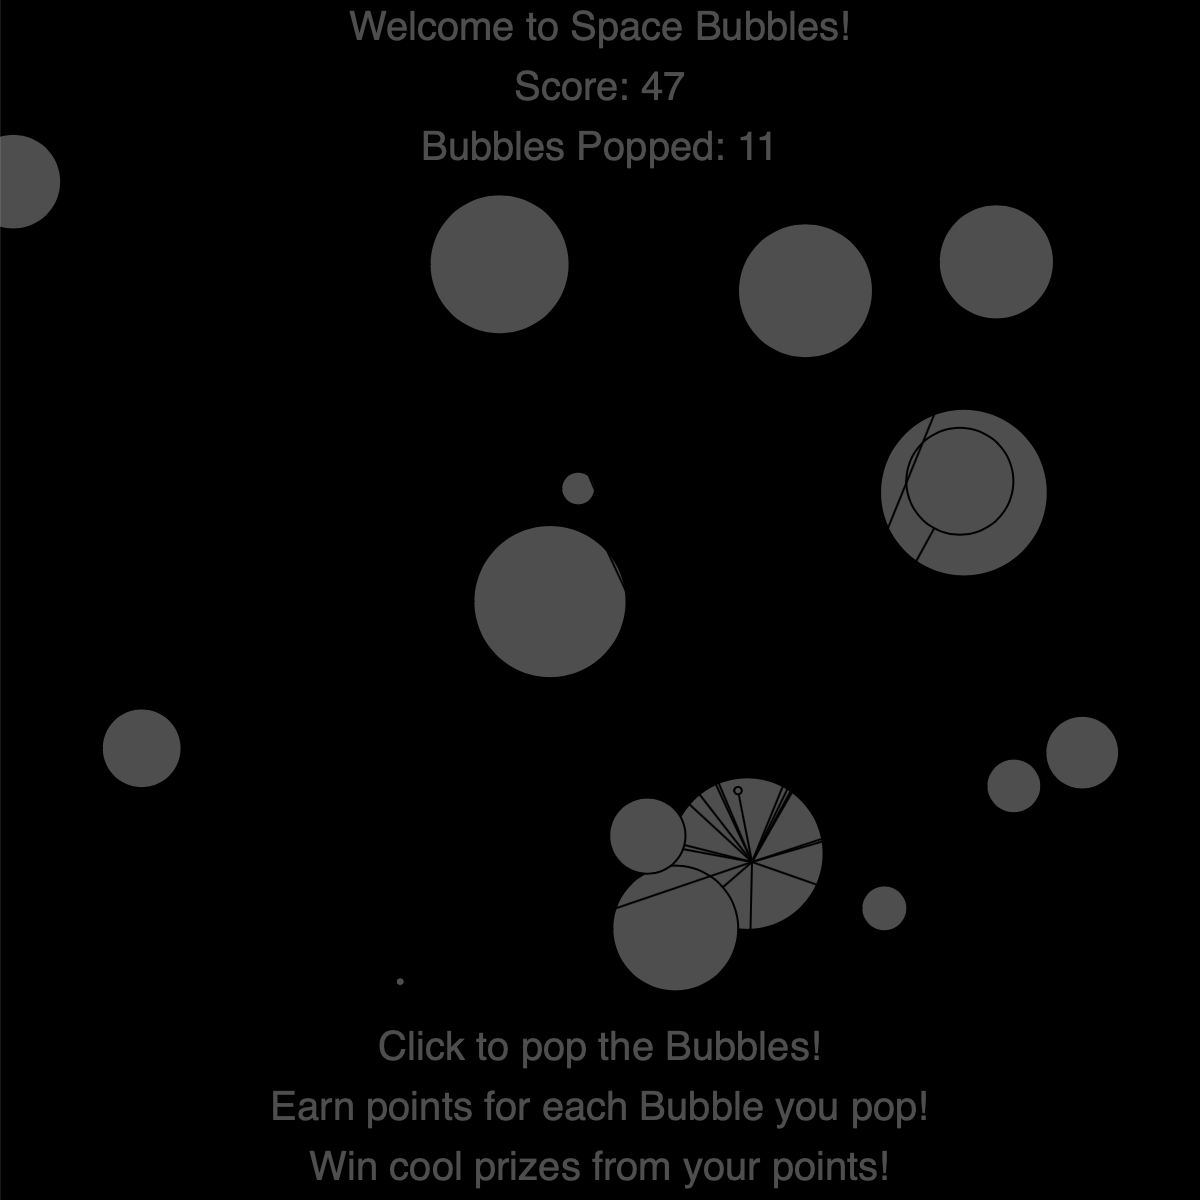 Welcome to Space Bubbles!
Score: 47
Bubbles Popped: 11
Click to pop the Bubbles!
Earn points for each Bubble you pop!
Win cool prizes from your points!